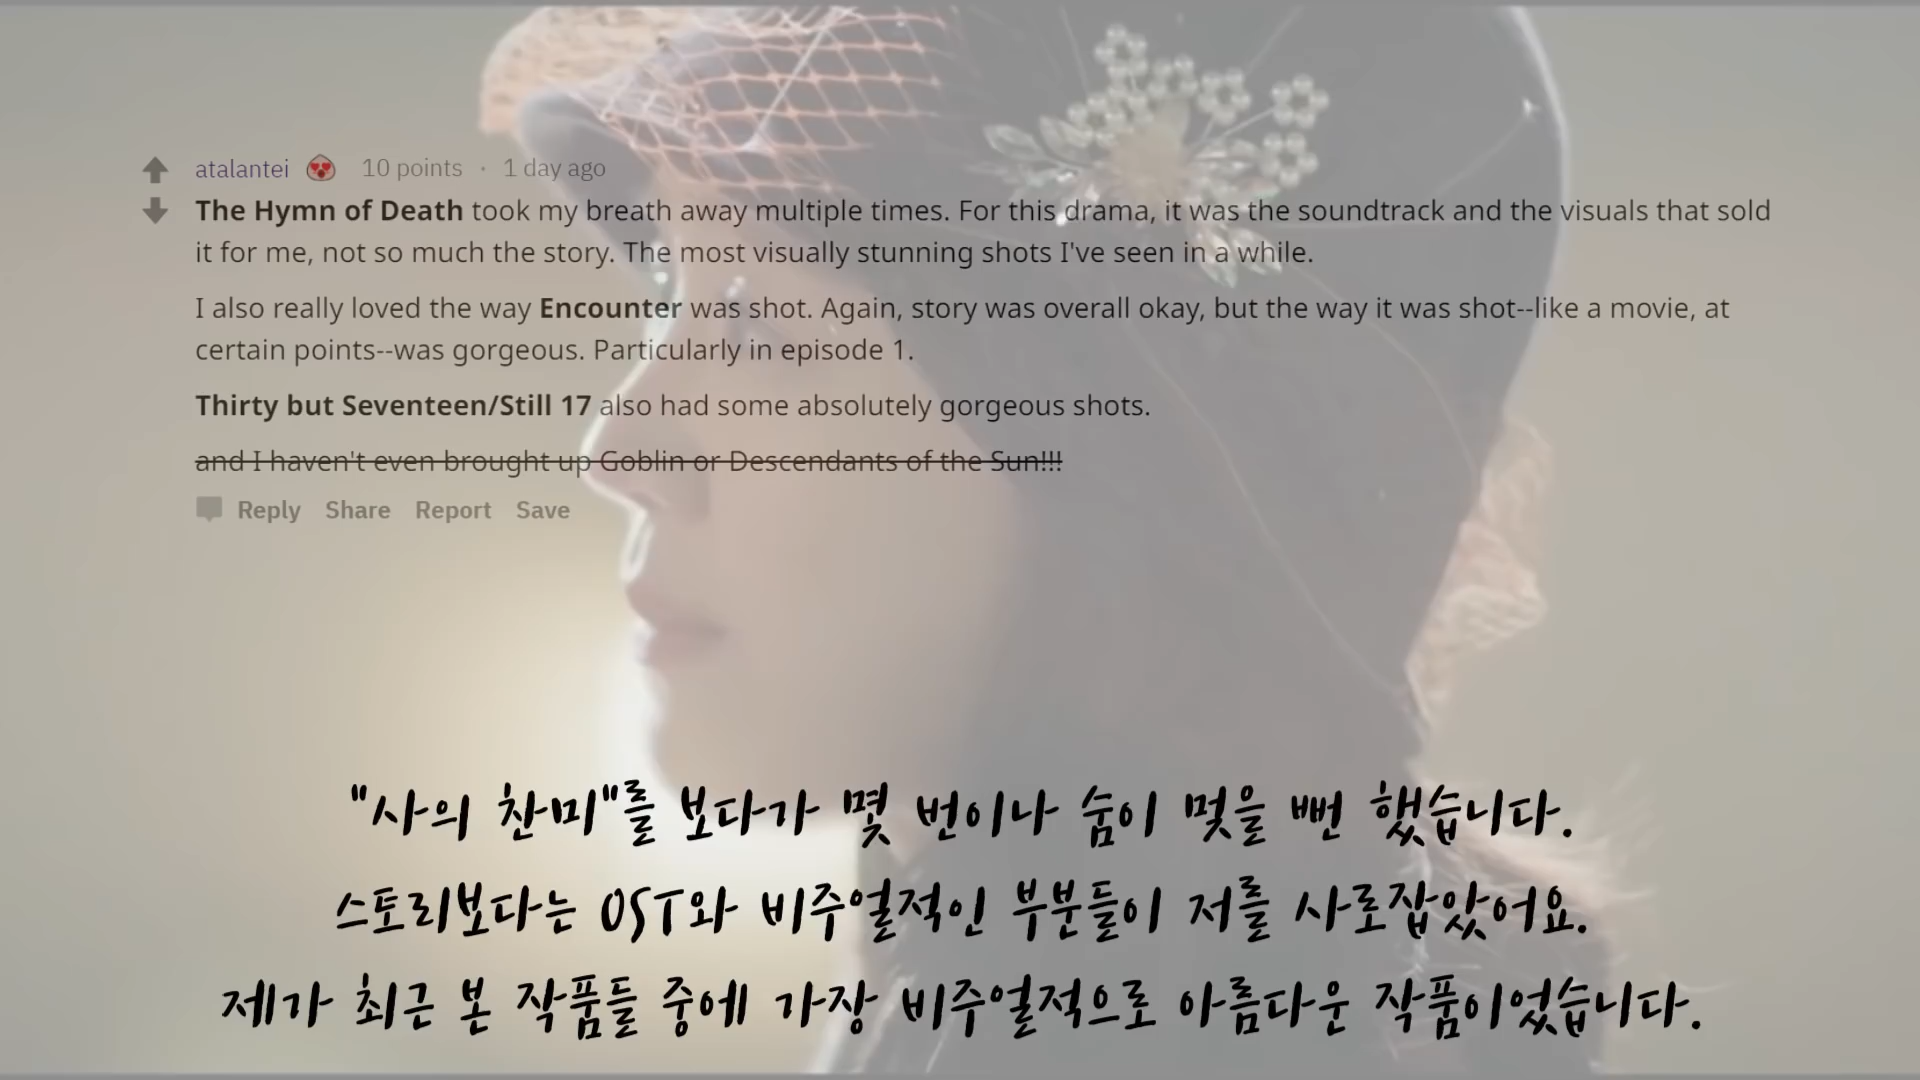 atalantei 10 points · 1 day ago
The Hymn of Death took my breath away multiple times. For this drama, it was the soundtrack and the visuals that sold
it for me, not so much the story. The most visually stunning shots I've seen in a while.
I also really loved the way Encounter was shot. Again, story was overall okay, but the way it was shot--like a movie, at
certain points--was gorgeous. Particularly in episode 1.
Thirty but Seventeen/Still 17 also had some absolutely gorgeous shots.
and I haven't even brought up Goblin or Descendants of the Sun!!!
Reply Share Report Save
"사의 찬미"를 보다가 몇 번이나 숨이 멎을 뻔 했습니다.
스토리보다는 OST와 비주얼적인 부분들이 저를 사로잡았어요.
제가 최근 본 작품들 중에 가장 비주얼적으로 아름다운 작품이었습니다.